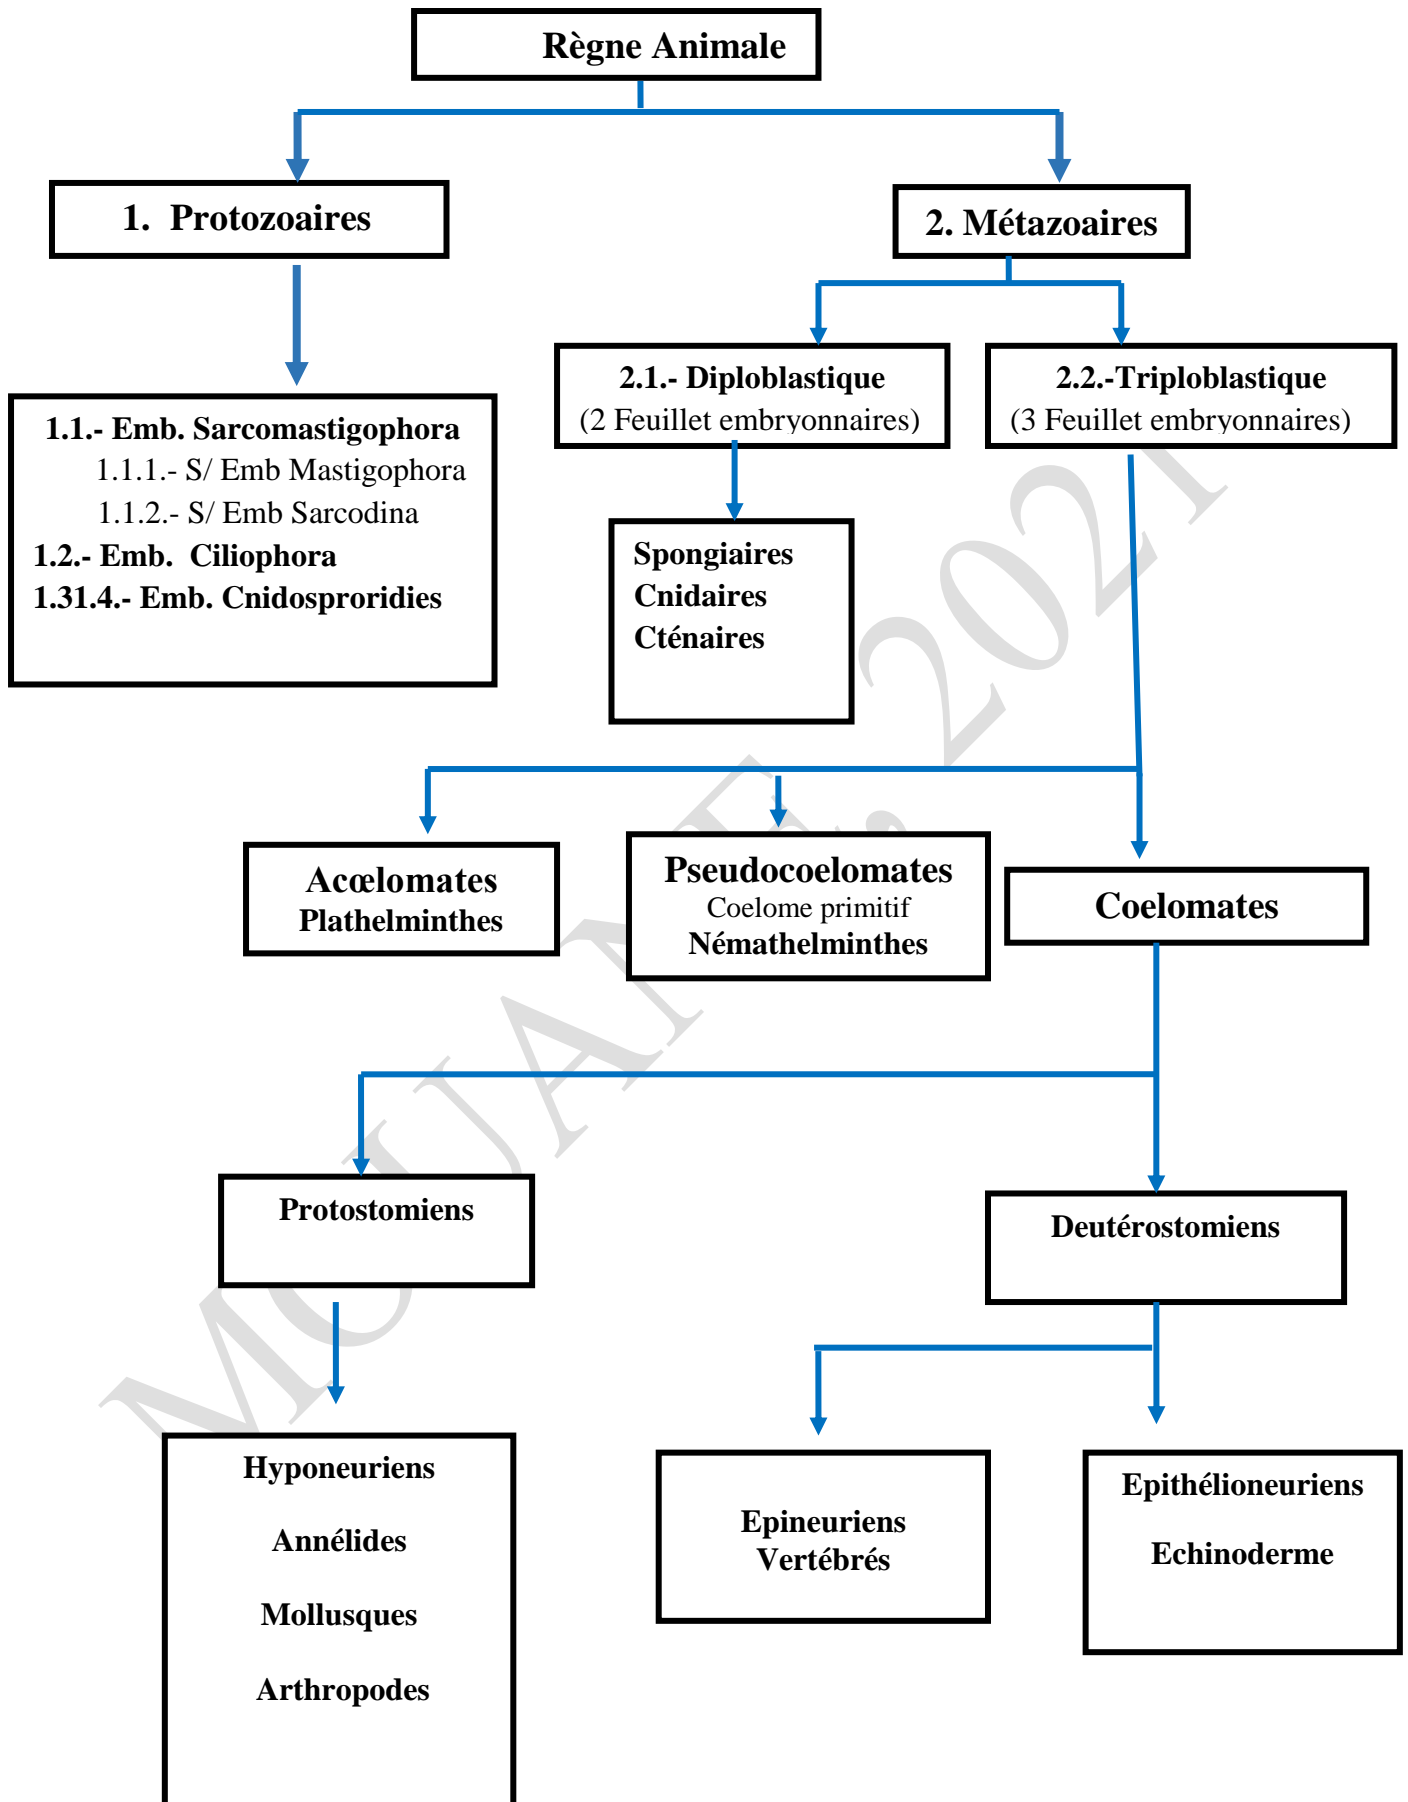 Règne Animale
1. Protozoaires
2. Métazoaires
2.1.- Diploblastique
(2 Feuillet embryonnaires)
2.2.-Triploblastique
(3 Feuillet embryonnaires)
1.1.- Emb. Sarcomastigophora
1.1.1.- S/ Emb Mastigophora
1.1.2.- S/ Emb Sarcodina
1.2.- Emb. Ciliophora
1.31.4.- Emb. Cnidosproridies
Spongiaires
Cnidaires
Cténaires
Acœlomates
Plathelminthes
Pseudocoelomates
Coelome primitif
Némathelminthes
Coelomates
Protostomiens
Deutérostomiens
Hyponeuriens
Annélides
Mollusques
Arthropodes
Epineuriens
Vertébrés
Epithélioneuriens
Echinoderme